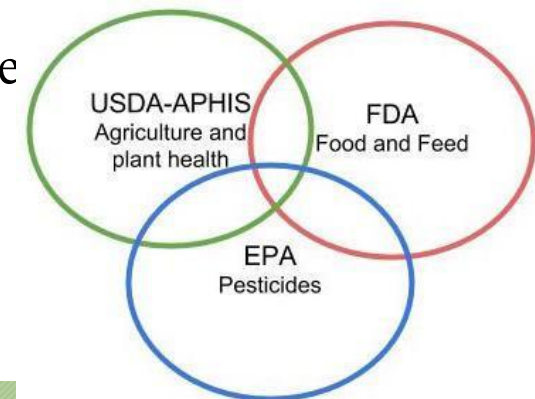 e
USDA-APHIS
Agriculture and
plant health
FDA
Food and Feed
EPA
Pesticides